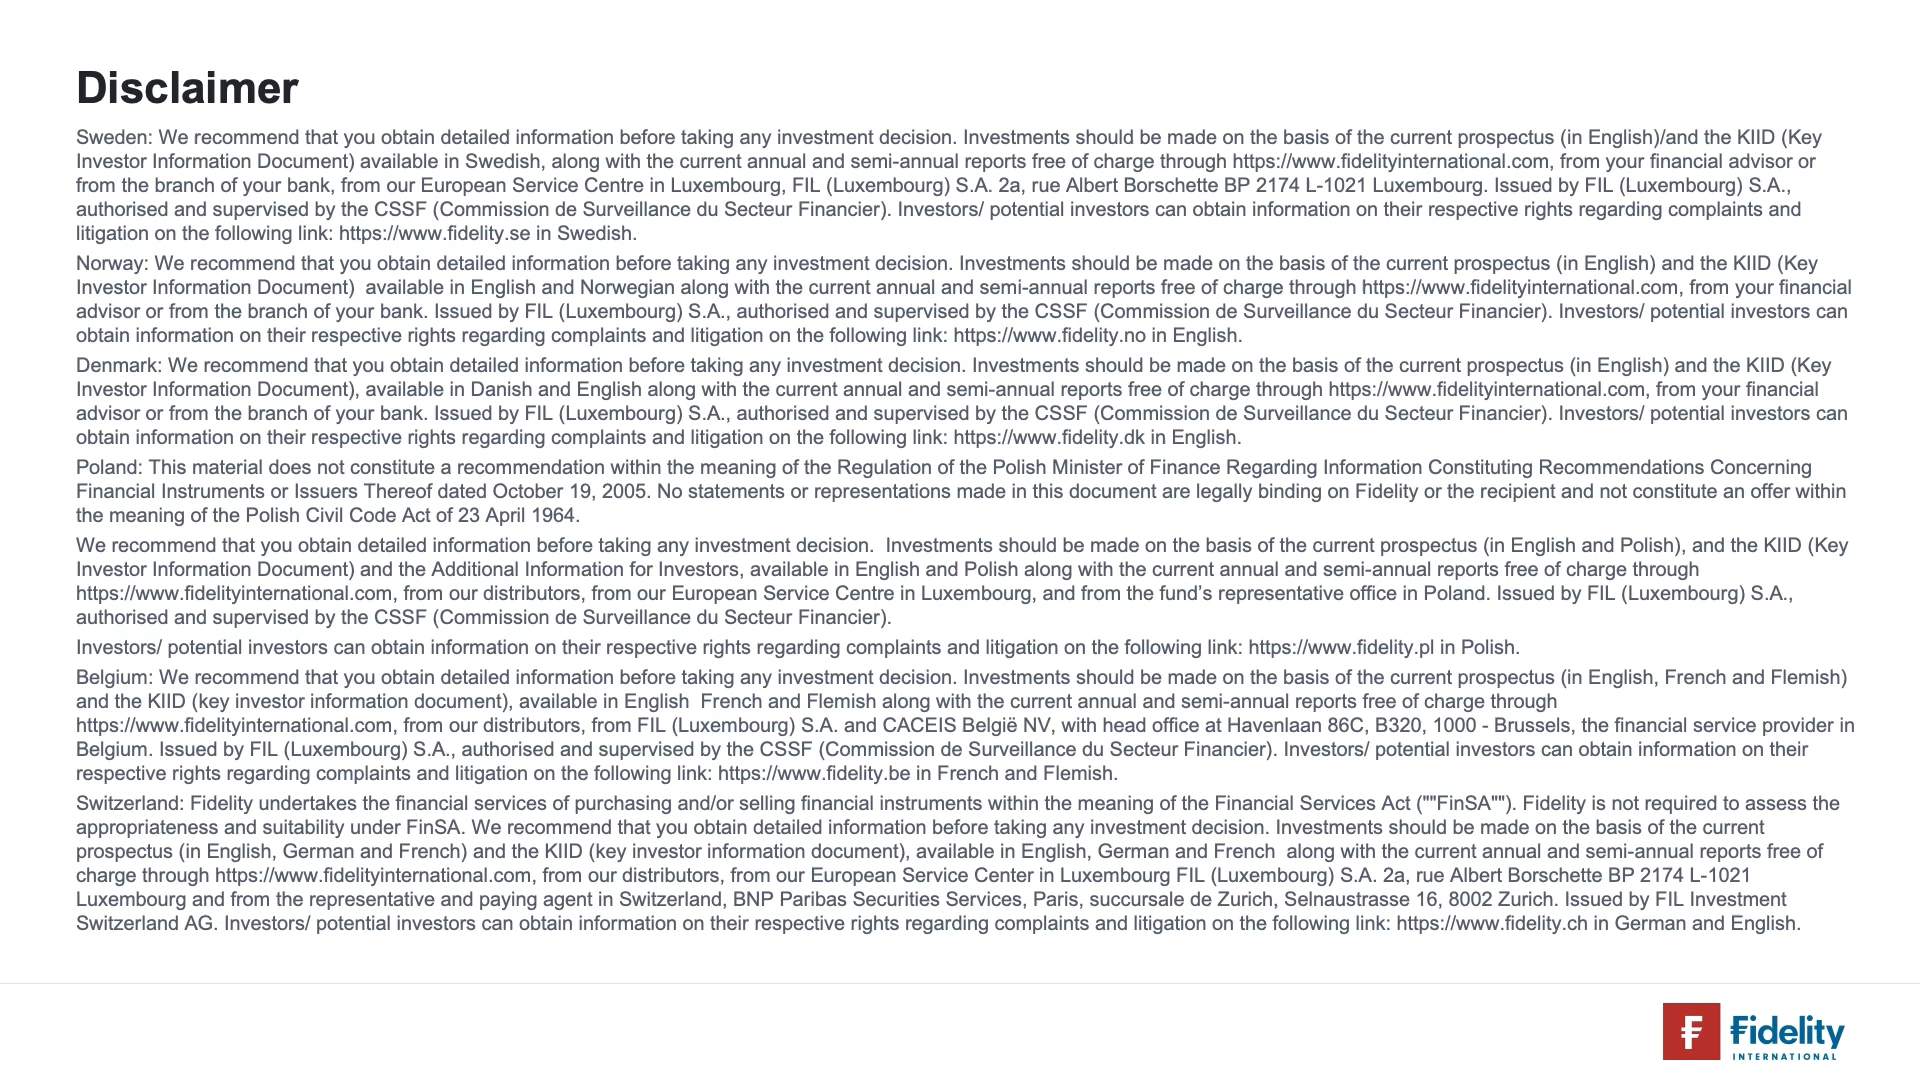 Disclaimer
Sweden: We recommend that you obtain detailed information before taking any investment decision. Investments should be made on the basis of the current prospectus (in English)/and the KIID (Key
Investor Information Document) available in Swedish, along with the current annual and semi-annual reports free of charge through https://www.fidelityinternational.com, from your financial advisor or
from the branch of your bank, from our European Service Centre in Luxembourg, FIL (Luxembourg) S.A. 2a, rue Albert Borschette BP 2174 L-1021 Luxembourg. Issued by FIL (Luxembourg) S.A.,
authorised and supervised by the CSSF (Commission de Surveillance du Secteur Financier). Investors/ potential investors can obtain information on their respective rights regarding complaints and
litigation on the following link: https://www.fidelity.se in Swedish.
Norway: We recommend that you obtain detailed information before taking any investment decision. Investments should be made on the basis of the current prospectus (in English) and the KIID (Key
Investor Information Document)  available in English and Norwegian along with the current annual and semi-annual reports free of charge through https://www.fidelityinternational.com, from your financial
advisor or from the branch of your bank. Issued by FIL (Luxembourg) S.A., authorised and supervised by the CSSF (Commission de Surveillance du Secteur Financier). Investors/ potential investors can
obtain information on their respective rights regarding complaints and litigation on the following link: https://www.fidelity.no in English.
Denmark: We recommend that you obtain detailed information before taking any investment decision. Investments should be made on the basis of the current prospectus (in English) and the KIID (Key
Investor Information Document), available in Danish and English along with the current annual and semi-annual reports free of charge through https://www.fidelityinternational.com, from your financial
advisor or from the branch of your bank. Issued by FIL (Luxembourg) S.A., authorised and supervised by the CSSF (Commission de Surveillance du Secteur Financier). Investors/ potential investors can
obtain information on their respective rights regarding complaints and litigation on the following link: https://www.fidelity.dk in English.
Poland: This material does not constitute a recommendation within the meaning of the Regulation of the Polish Minister of Finance Regarding Information Constituting Recommendations Concerning
Financial Instruments or Issuers Thereof dated October 19, 2005. No statements or representations made in this document are legally binding on Fidelity or the recipient and not constitute an offer within
the meaning of the Polish Civil Code Act of 23 April 1964.
We recommend that you obtain detailed information before taking any investment decision.  Investments should be made on the basis of the current prospectus (in English and Polish), and the KIID (Key
Investor Information Document) and the Additional Information for Investors, available in English and Polish along with the current annual and semi-annual reports free of charge through
https://www.fidelityinternational.com, from our distributors, from our European Service Centre in Luxembourg, and from the fund’s representative office in Poland. Issued by FIL (Luxembourg) S.A.,
authorised and supervised by the CSSF (Commission de Surveillance du Secteur Financier).
Investors/ potential investors can obtain information on their respective rights regarding complaints and litigation on the following link: https://www.fidelity.pl in Polish.
Belgium: We recommend that you obtain detailed information before taking any investment decision. Investments should be made on the basis of the current prospectus (in English, French and Flemish)
and the KIID (key investor information document), available in English  French and Flemish along with the current annual and semi-annual reports free of charge through
https://www.fidelityinternational.com, from our distributors, from FIL (Luxembourg) S.A. and CACEIS België NV, with head office at Havenlaan 86C, B320, 1000 - Brussels, the financial service provider in
Belgium. Issued by FIL (Luxembourg) S.A., authorised and supervised by the CSSF (Commission de Surveillance du Secteur Financier). Investors/ potential investors can obtain information on their
respective rights regarding complaints and litigation on the following link: https://www.fidelity.be in French and Flemish.
Switzerland: Fidelity undertakes the financial services of purchasing and/or selling financial instruments within the meaning of the Financial Services Act (""FinSA""). Fidelity is not required to assess the
appropriateness and suitability under FinSA. We recommend that you obtain detailed information before taking any investment decision. Investments should be made on the basis of the current
prospectus (in English, German and French) and the KIID (key investor information document), available in English, German and French  along with the current annual and semi-annual reports free of
charge through https://www.fidelityinternational.com, from our distributors, from our European Service Center in Luxembourg FIL (Luxembourg) S.A. 2a, rue Albert Borschette BP 2174 L-1021
Luxembourg and from the representative and paying agent in Switzerland, BNP Paribas Securities Services, Paris, succursale de Zurich, Selnaustrasse 16, 8002 Zurich. Issued by FIL Investment
Switzerland AG. Investors/ potential investors can obtain information on their respective rights regarding complaints and litigation on the following link: https://www.fidelity.ch in German and English.
F Fidelity
INTERNATIONAL